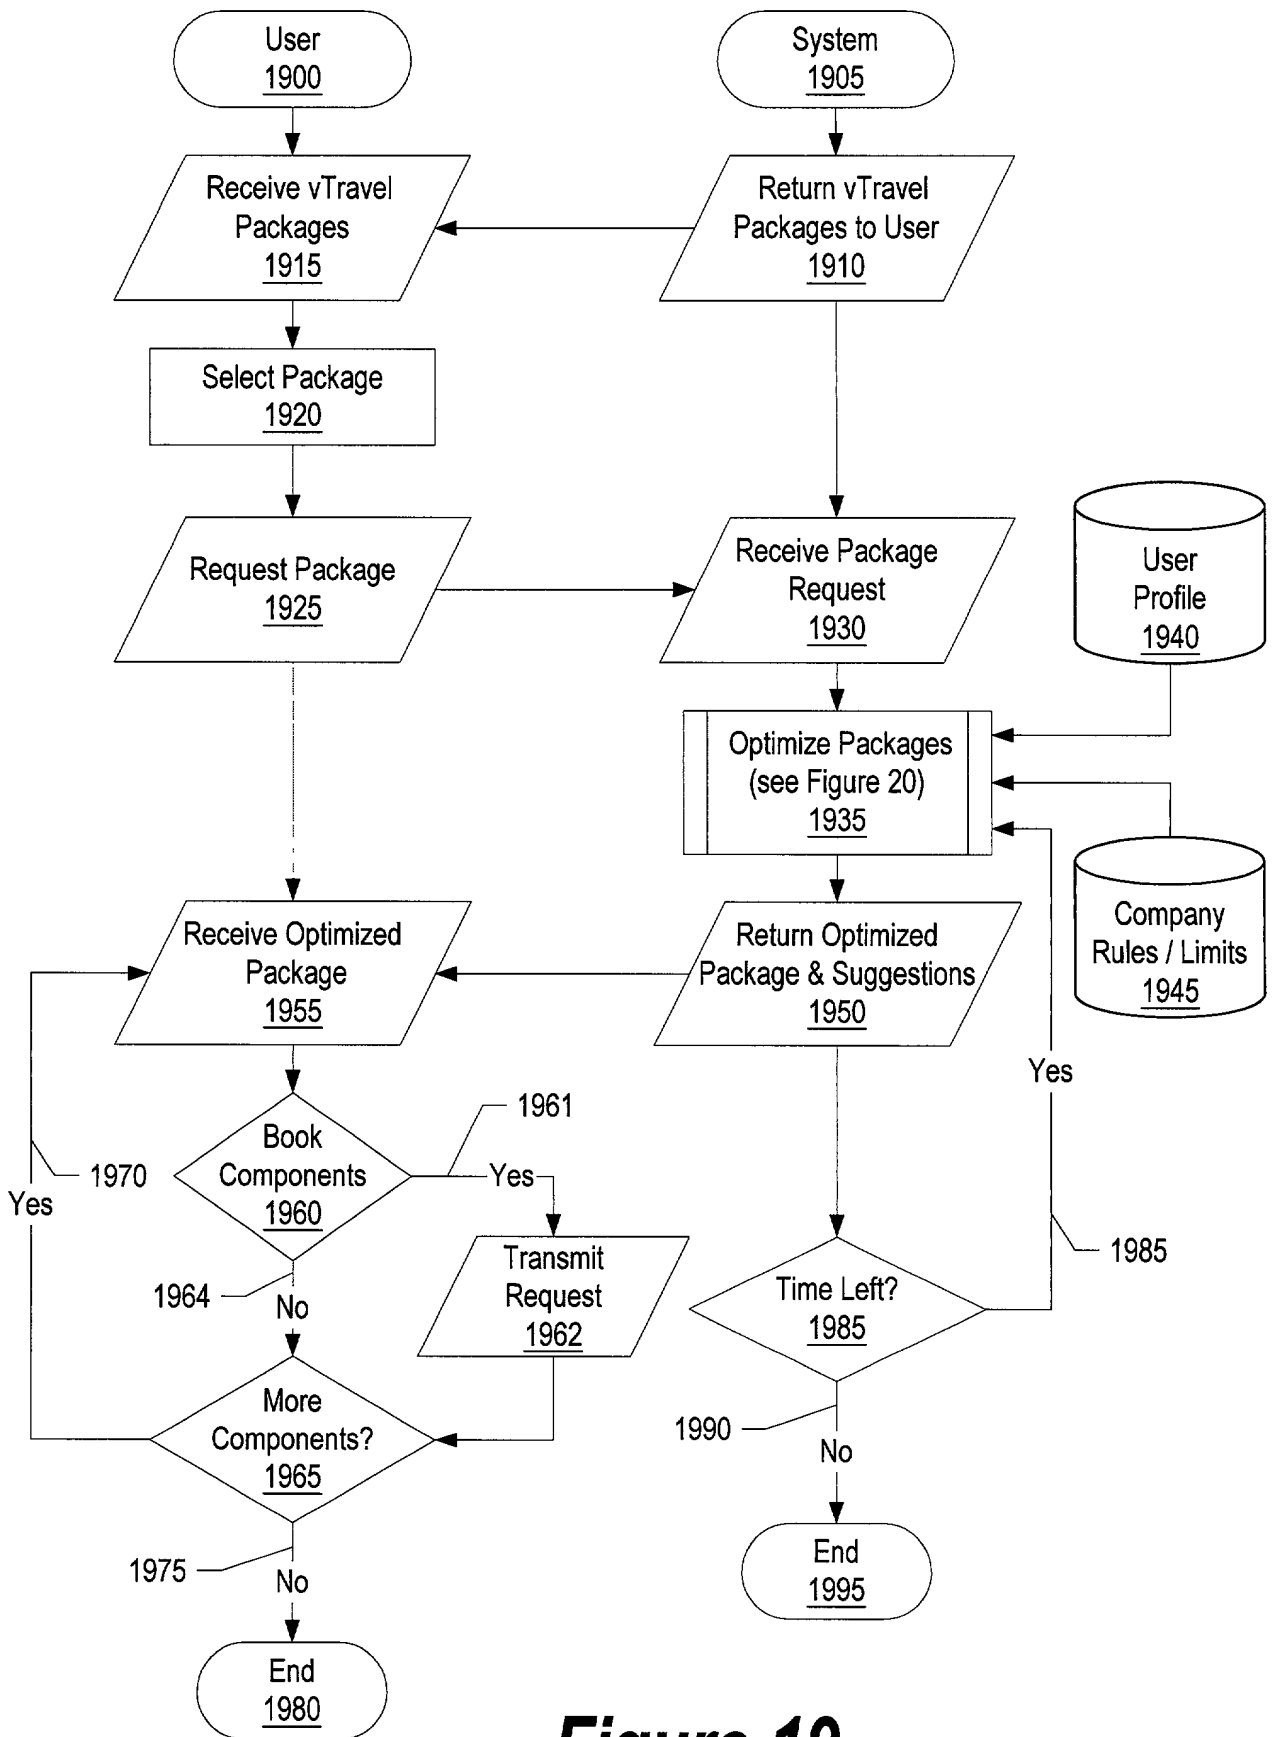 User
1900
System
1905
Receive vTravel
Packages
1915
Return vTravel
Packages to User
1910
Select Package
1920
Request Package
1925
Receive Package
Request
1930
User
Profile
1940
Optimize Packages
(see Figure 20)
1935
Company
Rules / Limits
1945
Receive Optimized
Package
1955
Return Optimized
Package & Suggestions
1950
Yes
1961
Book
Components
1960
Yes
1970
Yes
1964
No
Transmit
Request
1962
Time Left?
1985
1985
More
Components?
1965
1990
No
1975
No
End
1995
End
1980
Figure 19